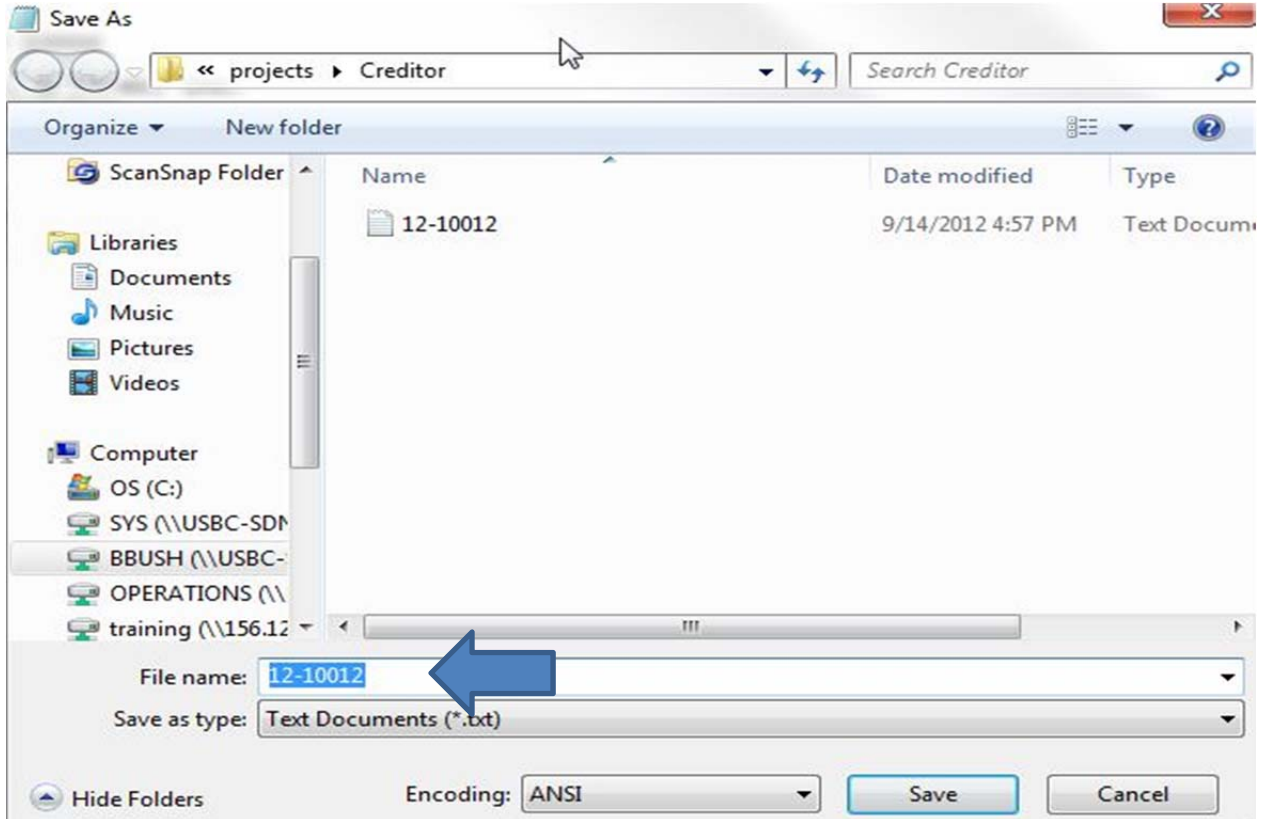 Save As
« projects Creditor Search Creditor
Organize New folder
ScanSnap Folder Name Date modified Type
12-10012 9/14/2012 4:57 PM Text Docum
Libraries
Documents
Music
Pictures
Videos
Computer
OS (C:)
SYS (\\USBC-SDN
BBUSH (\\USBC-
OPERATIONS (\\
training (\\156.12
File name: 12-10012
Save as type: Text Documents (*.txt)
Hide Folders Encoding: ANSI Save Cancel